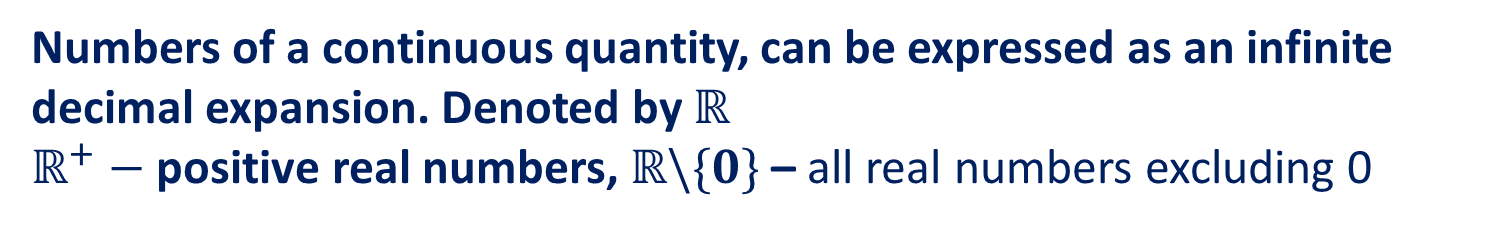 Numbers of a continuous quantity, can be expressed as an infinite
decimal expansion. Denoted by ℝ
ℝ⁺ − positive real numbers, ℝ\{0} – all real numbers excluding 0